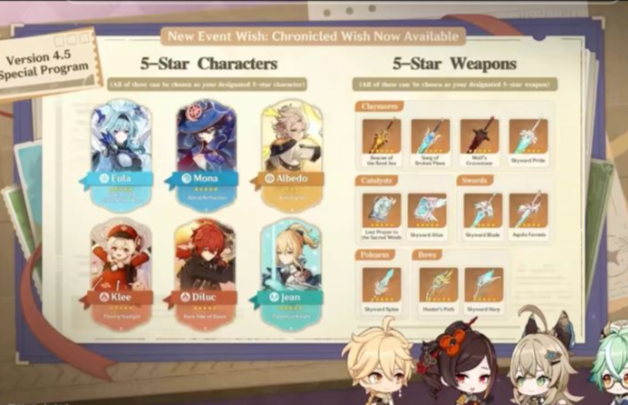 New Event Wish: Chronicled Wish Now Available
Version 4.5
Special Program
5-Star Characters
(All of these can be chosen as your designated 5-star character)
Eula
Mona
Albedo
Klee
Diluc
Jean
5-Star Weapons
(All of these can be chosen as your designated 5-star weapon)
Claymores
Beacon of the Reed Sea
Song of
Broken Pines
Wolf's
Gravestone
Skyward Pride
Catalysts
Swords
Lost Prayer to
the Sacred Winds
Skyward Atlas
Skyward Blade
Aquila Favonia
Polearms
Bows
Skyward Spine
Hunter's Path
Skyward Harp